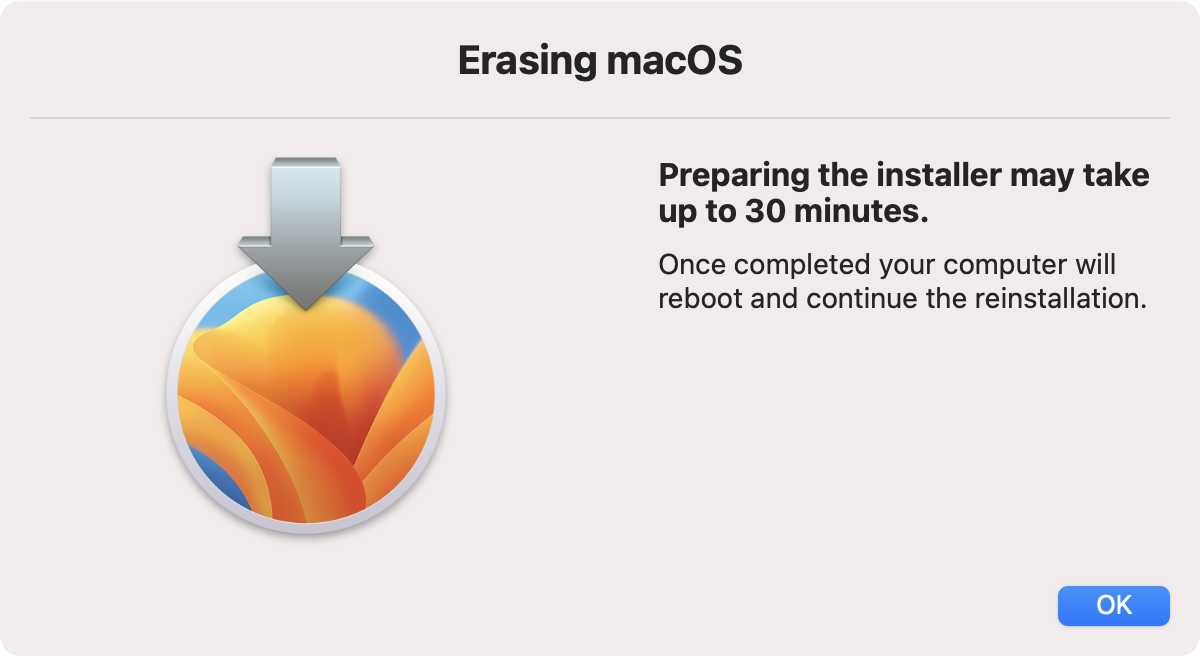 Erasing macOS
Preparing the installer may take
up to 30 minutes.
Once completed your computer will
reboot and continue the reinstallation.
OK